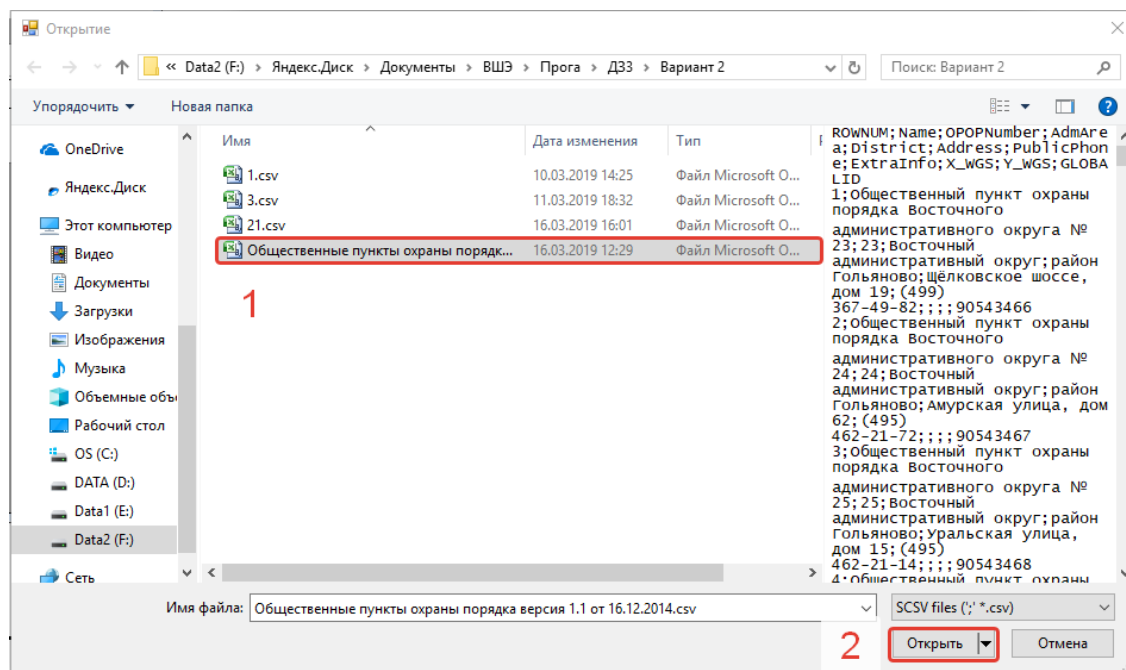 Открытие
« Data2 (F:) › Яндекс.Диск › Документы › ВШЭ › Прога › ДЗ3 › Вариант 2
Поиск: Вариант 2
Упорядочить
Новая папка
OneDrive
Яндекс.Диск
Этот компьютер
Видео
Документы
Загрузки
Изображения
Музыка
Объемные объ
Рабочий стол
OS (C:)
DATA (D:)
Data1 (E:)
Data2 (F:)
Сеть
Имя Дата изменения Тип
1.csv 10.03.2019 14:25 Файл Microsoft O...
3.csv 11.03.2019 18:32 Файл Microsoft O...
21.csv 16.03.2019 16:01 Файл Microsoft O...
Общественные пункты охраны порядк... 16.03.2019 12:29 Файл Microsoft O...
1
ROWNUM;Name;OPOPNumber;AdmAre
a;District;Address;PublicPhon
e;ExtraInfo;X_WGS;Y_WGS;GLOBA
LID
1;Общественный пункт охраны
порядка Восточного
административного округа №
23;23;Восточный
административный округ;район
Гольяново;Щёлковское шоссе,
дом 19;(499)
367-49-82;;;;90543466
2;Общественный пункт охраны
порядка Восточного
административного округа №
24;24;Восточный
административный округ;район
Гольяново;Амурская улица, дом
62;(495)
462-21-72;;;;90543467
3;Общественный пункт охраны
порядка Восточного
административного округа №
25;25;Восточный
административный округ;район
Гольяново;Уральская улица,
дом 15;(495)
462-21-14;;;;90543468
4;Общественный пункт охраны
Имя файла: Общественные пункты охраны порядка версия 1.1 от 16.12.2014.csv
SCSV files (';' *.csv)
2
Открыть
Отмена